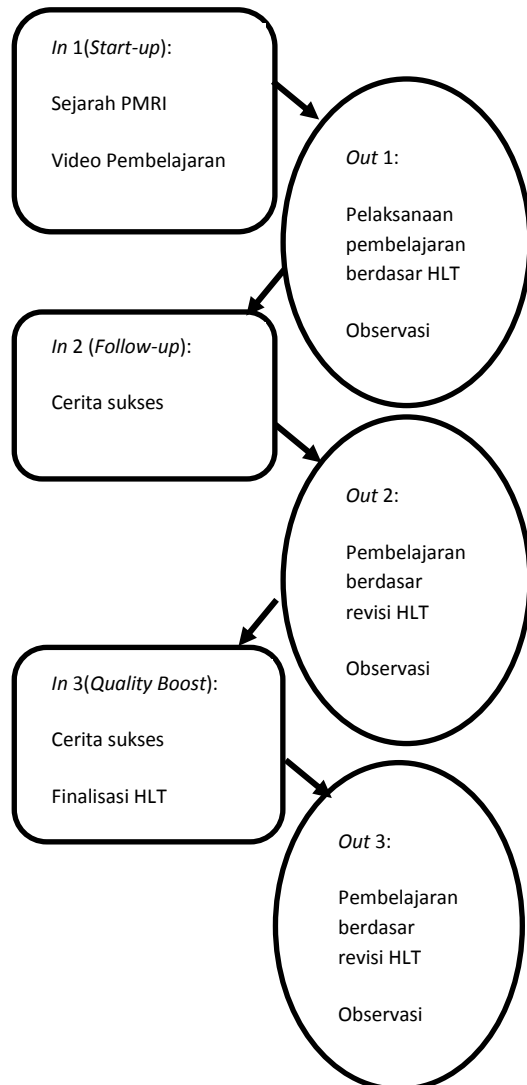 In 1(Start-up):
Sejarah PMRI
Video Pembelajaran
Out 1:
Pelaksanaan
pembelajaran
berdasar HLT
Observasi
In 2 (Follow-up):
Cerita sukses
Out 2:
Pembelajaran
berdasar
revisi HLT
Observasi
In 3(Quality Boost):
Cerita sukses
Finalisasi HLT
Out 3:
Pembelajaran
berdasar
revisi HLT
Observasi